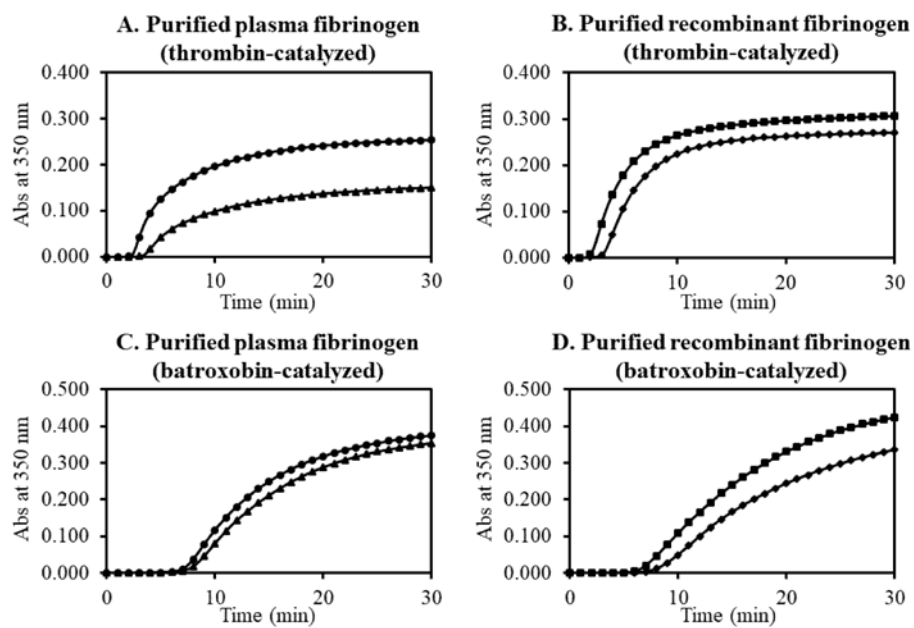 A. Purified plasma fibrinogen
(thrombin-catalyzed)
0.400
0.300
0.200
0.100
0.000
Abs at 350 nm
0
10
20
30
Time (min)
B. Purified recombinant fibrinogen
(thrombin-catalyzed)
0.400
0.300
0.200
0.100
0.000
Abs at 350 nm
0
10
20
30
Time (min)
C. Purified plasma fibrinogen
(batroxobin-catalyzed)
0.500
0.400
0.300
0.200
0.100
0.000
Abs at 350 nm
0
10
20
30
Time (min)
D. Purified recombinant fibrinogen
(batroxobin-catalyzed)
0.500
0.400
0.300
0.200
0.100
0.000
Abs at 350 nm
0
10
20
30
Time (min)